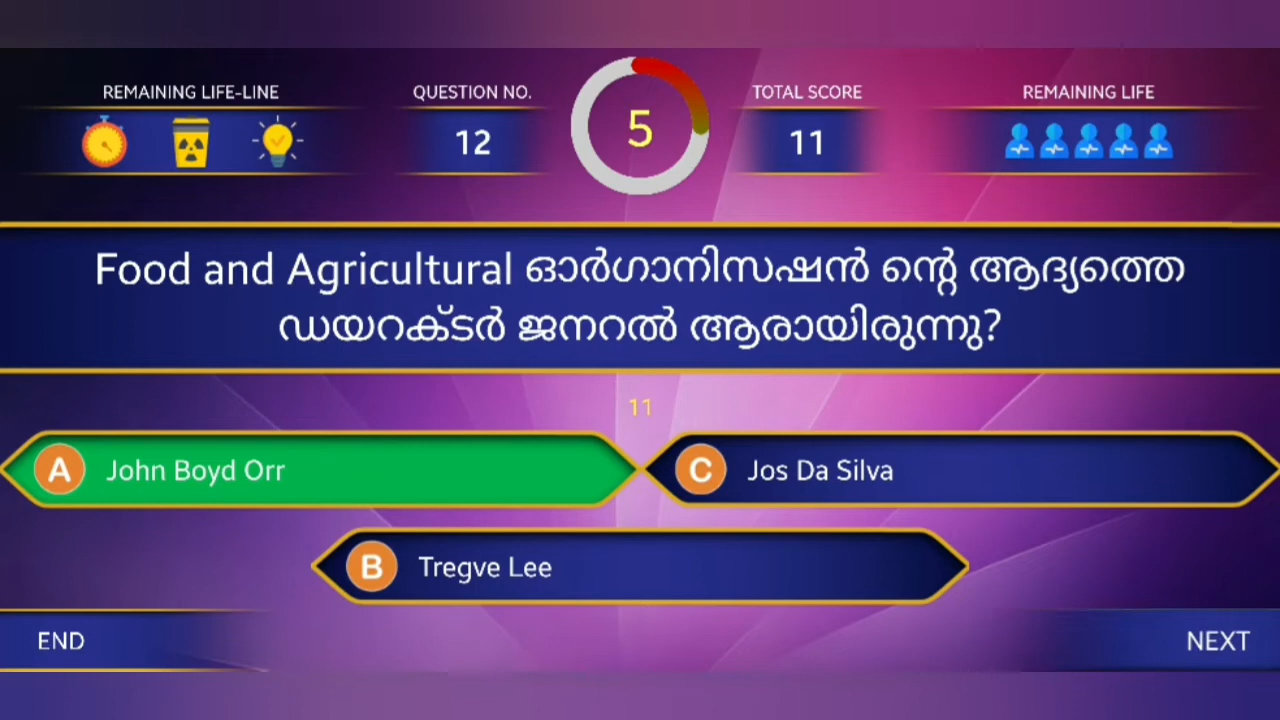 REMAINING LIFE-LINE
QUESTION NO.
12
5
TOTAL SCORE
11
REMAINING LIFE
Food and Agricultural ഓർഗാനിസഷൻ ന്റെ ആദ്യത്തെ
ഡയറക്ടർ ജനറൽ ആരായിരുന്നു?
11
A John Boyd Orr
C Jos Da Silva
B Tregve Lee
END
NEXT